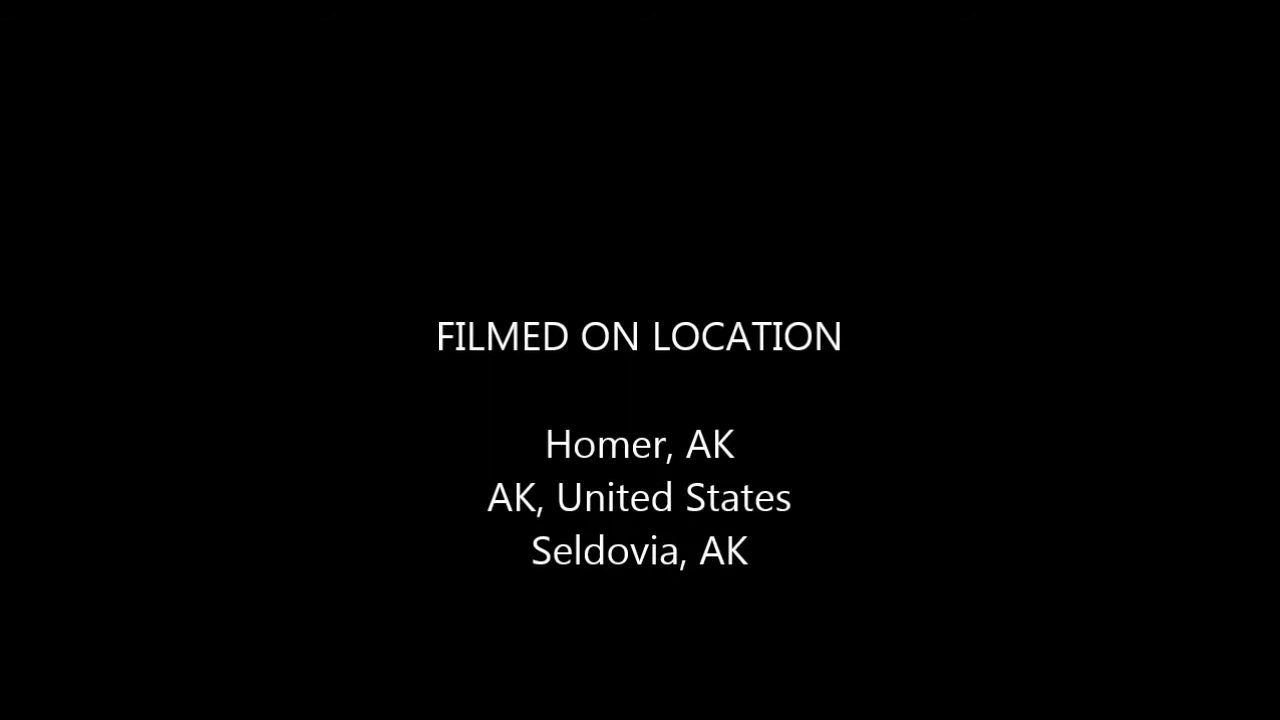 FILMED ON LOCATION
Homer, AK
AK, United States
Seldovia, AK